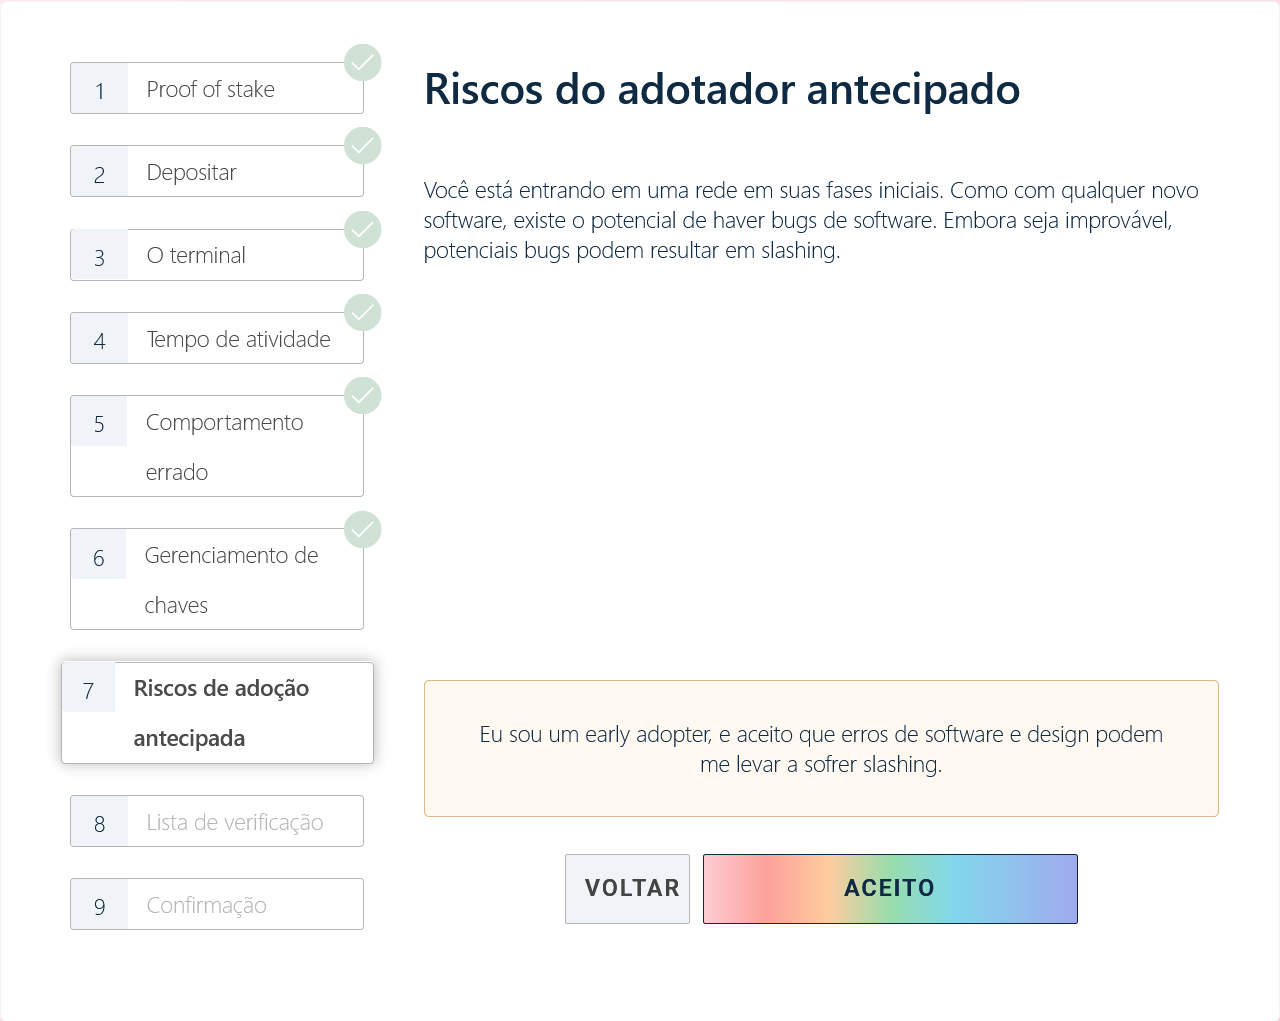 1 Proof of stake
2 Depositar
3 O terminal
4 Tempo de atividade
5 Comportamento
errado
6 Gerenciamento de
chaves
7 Riscos de adoção
antecipada
8 Lista de verificação
9 Confirmação
Riscos do adotador antecipado
Você está entrando em uma rede em suas fases iniciais. Como com qualquer novo
software, existe o potencial de haver bugs de software. Embora seja improvável,
potenciais bugs podem resultar em slashing.
Eu sou um early adopter, e aceito que erros de software e design podem
me levar a sofrer slashing.
VOLTAR
ACEITO